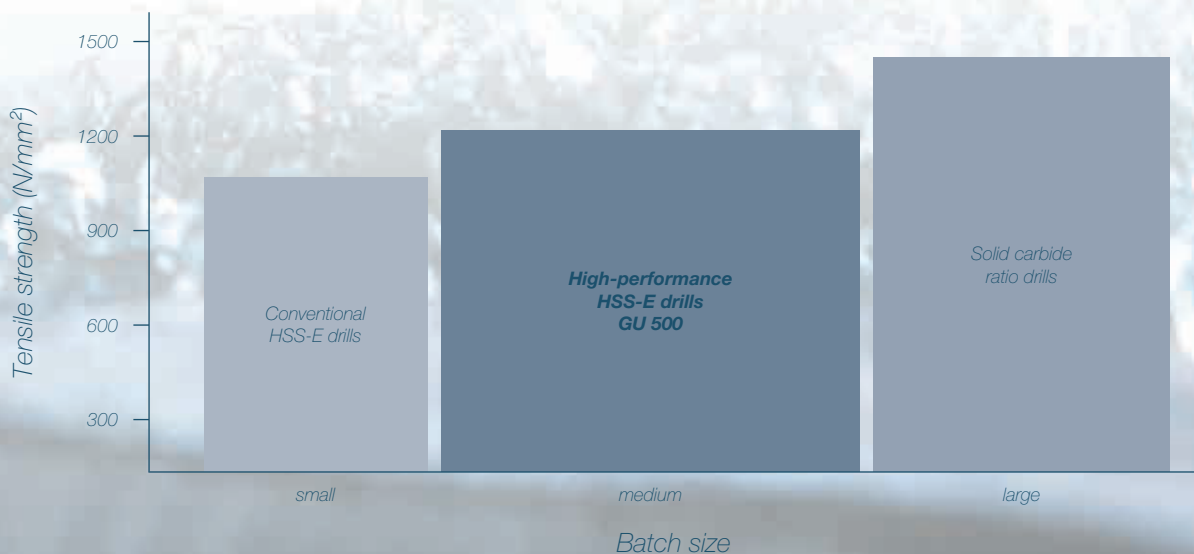 1500
1200
900
600
300
Tensile strength (N/mm²)
Conventional
HSS-E drills
High-performance
HSS-E drills
GU 500
Solid carbide
ratio drills
small
medium
large
Batch size